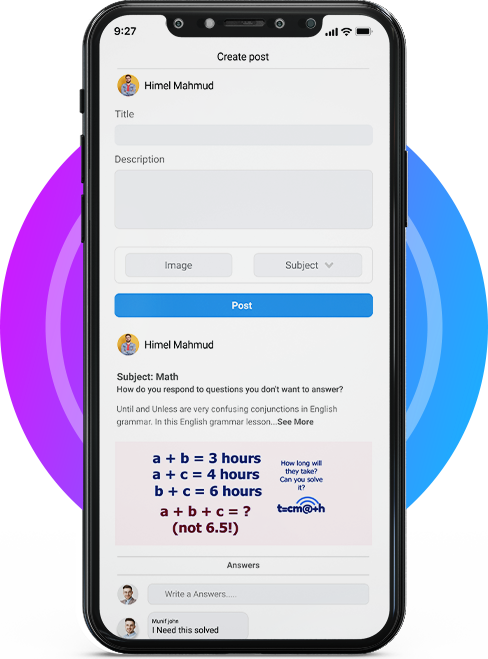 9:27
Create post
Himel Mahmud
Title
Description
Image
Subject
Post
Himel Mahmud
Subject: Math
How do you respond to questions you don't want to answer?
Until and Unless are very confusing conjunctions in English
grammar. In this English grammar lesson...See More
a + b = 3 hours
a + c = 4 hours
b + c = 6 hours
a + b + c = ?
(not 6.5!)
How long will
they take?
Can you solve
it?
t=cm@+h
Answers
Write a Answers.....
Munif john
I Need this solved